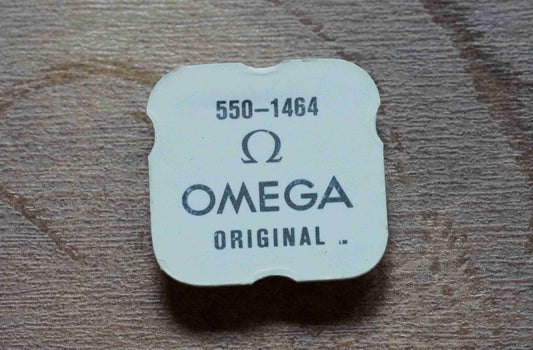 550-1464
Ω
OMEGA
ORIGINAL